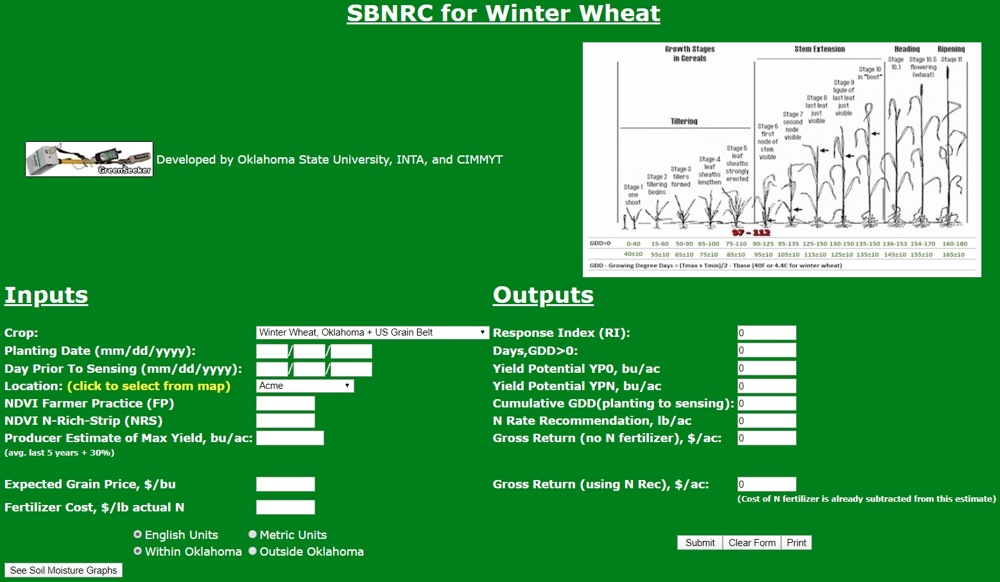 SBNRC for Winter Wheat
GreenSeeker
Developed by Oklahoma State University, INTA, and CIMMYT
Growth Stages
in Cereals
Stem Extension
Heading
Ripening
Stage
10.1
Stage 10.5
flowering
(wheat)
Stage 11
Stage 10
in "boot"
Stage 9
ligule of
last leaf
just
visible
Stage 8
last leaf
just
visible
Stage 7
second
node
visible
Stage 6
first
node of
stem
visible
Tillering
Stage 5
leaf
sheaths
strongly
erected
Stage 4
leaf
sheaths
lengthen
Stage 3
tillers
formed
Stage 2
tillering
begins
Stage 1
one
shoot
97 - 112
GDD>0 0-40 15-60 50-90 65-100 75-110 90-125 95-135 125-150 130-150 135-150 136-153 154-170 160-180
40±10 55±10 65±10 75±10 85±10 95±10 105±10 115±10 125±10 135±10 145±10 155±10 165±10
GDD - Growing Degree Days = (Tmax + Tmin)/2 - Tbase (40F or 4.4C for winter wheat)
Inputs
Crop: Winter Wheat, Oklahoma + US Grain Belt
Planting Date (mm/dd/yyyy): / /
Day Prior To Sensing (mm/dd/yyyy): / /
Location: (click to select from map) Acme
NDVI Farmer Practice (FP)
NDVI N-Rich-Strip (NRS)
Producer Estimate of Max Yield, bu/ac:
(avg. last 5 years + 30%)
Expected Grain Price, $/bu
Fertilizer Cost, $/lb actual N
English Units Metric Units
Within Oklahoma Outside Oklahoma
See Soil Moisture Graphs
Outputs
Response Index (RI): 0
Days,GDD>0: 0
Yield Potential YP0, bu/ac 0
Yield Potential YPN, bu/ac 0
Cumulative GDD(planting to sensing): 0
N Rate Recommendation, lb/ac 0
Gross Return (no N fertilizer), $/ac: 0
Gross Return (using N Rec), $/ac: 0
(Cost of N fertilizer is already subtracted from this estimate)
Submit Clear Form Print